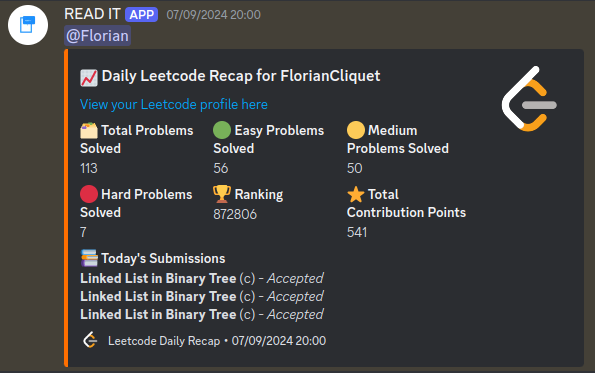 READ IT APP 07/09/2024 20:00
@Florian
Daily Leetcode Recap for FlorianCliquet
View your Leetcode profile here
Total Problems Solved
113
Easy Problems Solved
56
Medium Problems Solved
50
Hard Problems Solved
7
Ranking
872806
Total Contribution Points
541
Today's Submissions
Linked List in Binary Tree (c) - Accepted
Linked List in Binary Tree (c) - Accepted
Linked List in Binary Tree (c) - Accepted
Leetcode Daily Recap • 07/09/2024 20:00